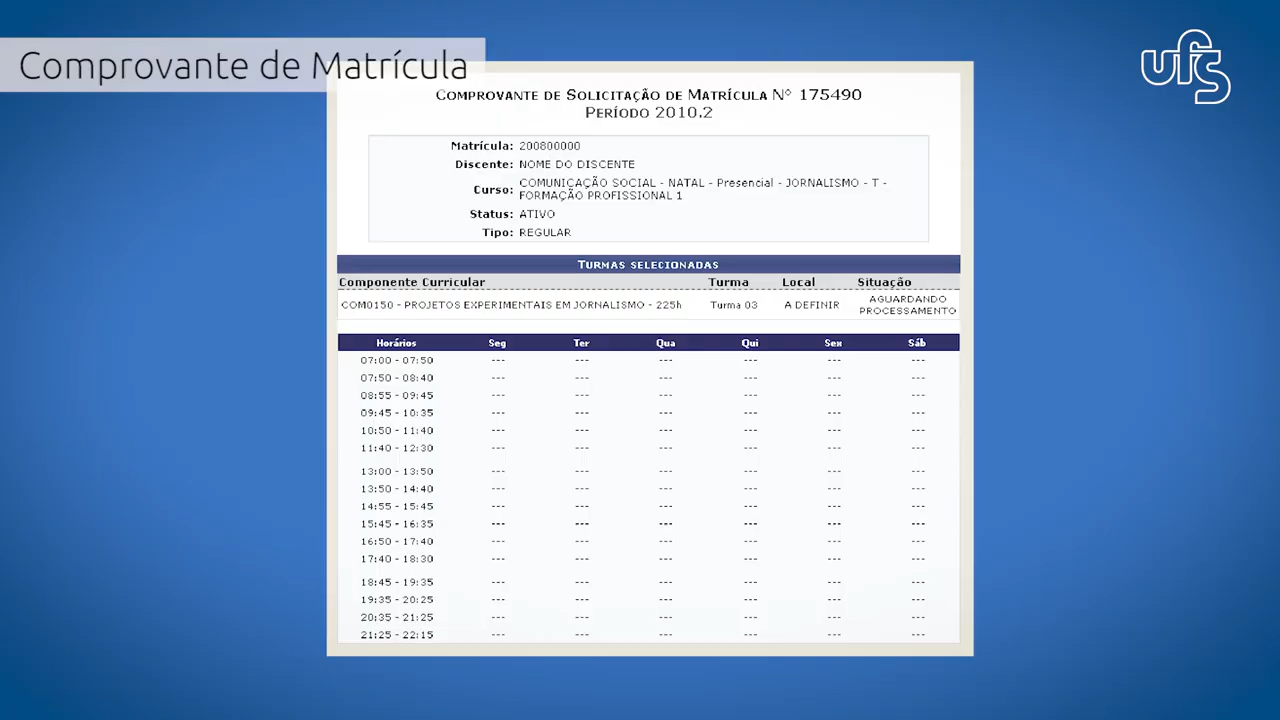 Comprovante de Matrícula
ufs
COMPROVANTE DE SOLICITAÇÃO DE MATRÍCULA Nº 175490
PERÍODO 2010.2
Matrícula: 200800000
Discente: NOME DO DISCENTE
Curso: COMUNICAÇÃO SOCIAL - NATAL - Presencial - JORNALISMO - T -
FORMAÇÃO PROFISSIONAL 1
Status: ATIVO
Tipo: REGULAR
TURMAS SELECIONADAS
Componente Curricular Turma Local Situação
COM0150 - PROJETOS EXPERIMENTAIS EM JORNALISMO - 225h Turma 03 A DEFINIR AGUARDANDO
PROCESSAMENTO
Horários Seg Ter Qua Qui Sex Sáb
07:00 - 07:50 --- --- --- --- --- ---
07:50 - 08:40 --- --- --- --- --- ---
08:55 - 09:45 --- --- --- --- --- ---
09:45 - 10:35 --- --- --- --- --- ---
10:50 - 11:40 --- --- --- --- --- ---
11:40 - 12:30 --- --- --- --- --- ---
13:00 - 13:50 --- --- --- --- --- ---
13:50 - 14:40 --- --- --- --- --- ---
14:55 - 15:45 --- --- --- --- --- ---
15:45 - 16:35 --- --- --- --- --- ---
16:50 - 17:40 --- --- --- --- --- ---
17:40 - 18:30 --- --- --- --- --- ---
18:45 - 19:35 --- --- --- --- --- ---
19:35 - 20:25 --- --- --- --- --- ---
20:35 - 21:25 --- --- --- --- --- ---
21:25 - 22:15 --- --- --- --- --- ---